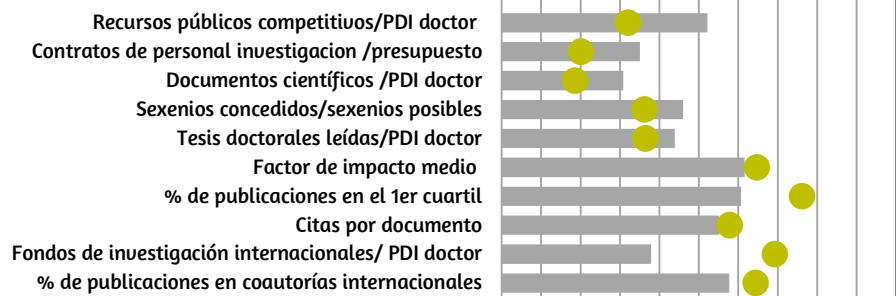 Recursos públicos competitivos/PDI doctor
Contratos de personal investigacion /presupuesto
Documentos científicos /PDI doctor
Sexenios concedidos/sexenios posibles
Tesis doctorales leídas/PDI doctor
Factor de impacto medio
% de publicaciones en el 1er cuartil
Citas por documento
Fondos de investigación internacionales/ PDI doctor
% de publicaciones en coautorías internacionales